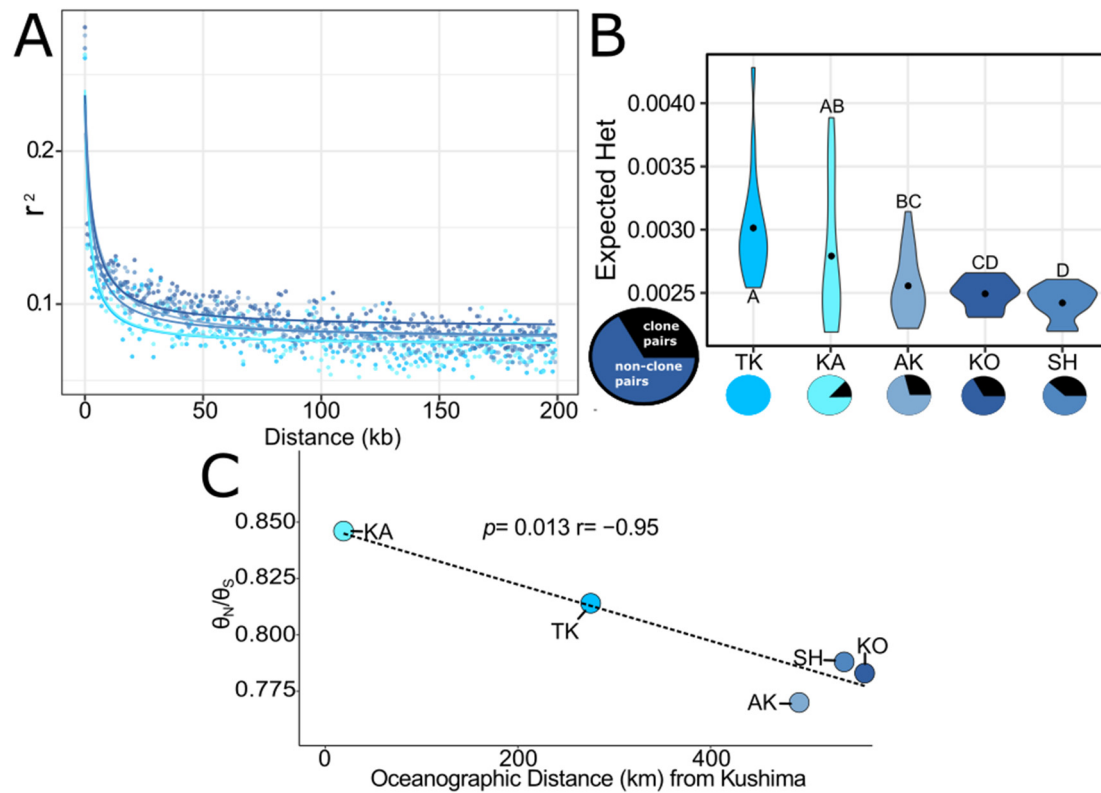 A
r²
0.2
0.1
0
50
100
150
200
Distance (kb)
B
Expected Het
0.0040
0.0035
0.0030
0.0025
A
AB
BC
CD
D
TK
KA
AK
KO
SH
clone
pairs
non-clone
pairs
C
θN/θS
0.850
0.825
0.800
0.775
p= 0.013 r= −0.95
KA
TK
SH
KO
AK
0
200
400
Oceanographic Distance (km) from Kushima